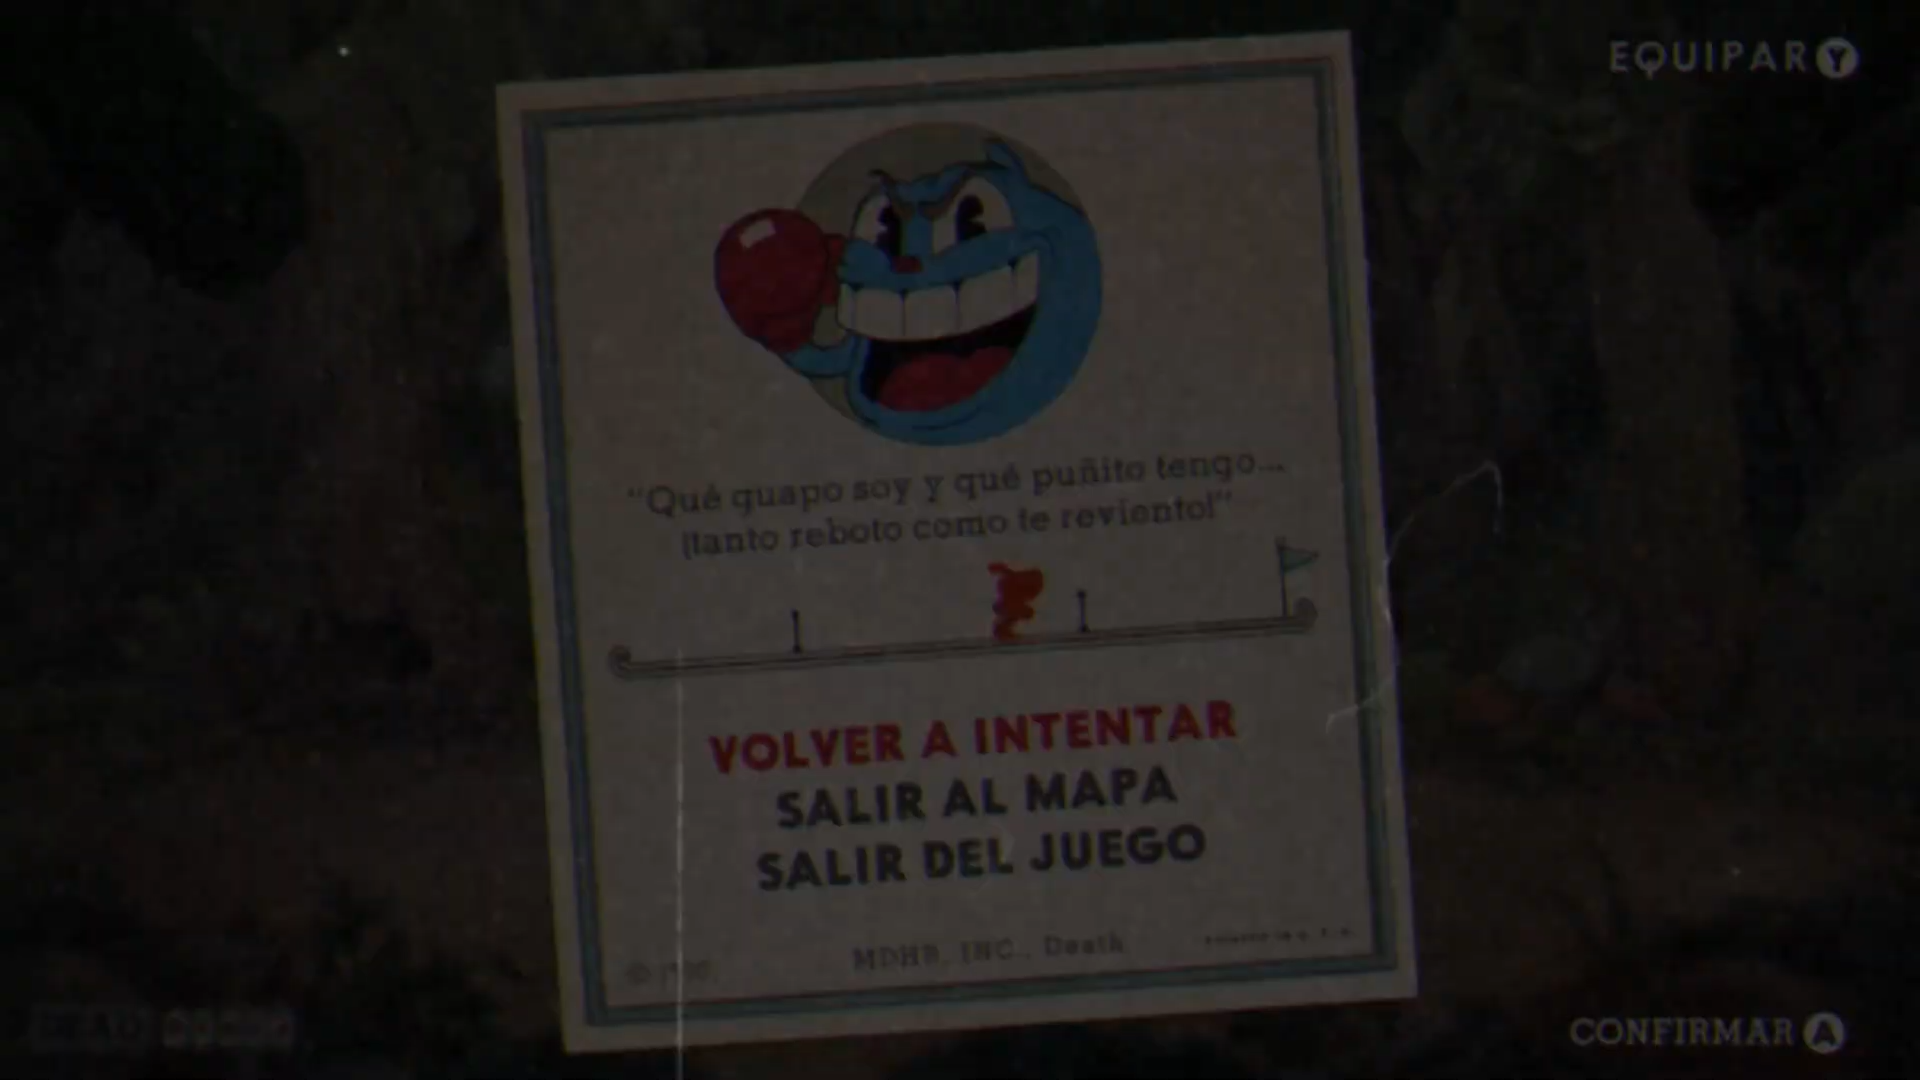 EQUIPAR Y
“Qué guapo soy y qué puñito tengo...
¡tanto reboto como te reviento!”
VOLVER A INTENTAR
SALIR AL MAPA
SALIR DEL JUEGO
MDHR, INC., Death
CONFIRMAR A